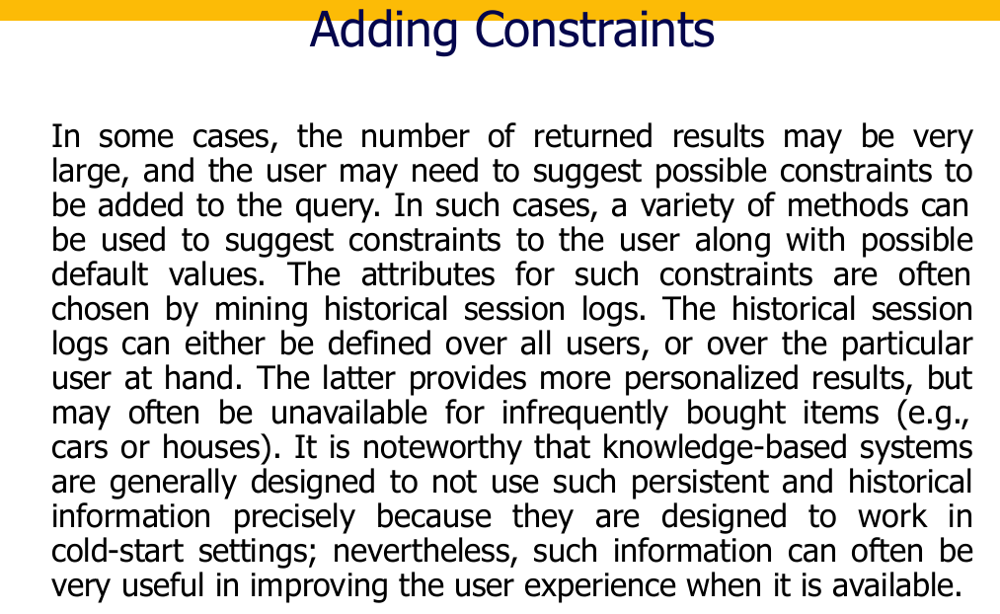 Adding Constraints
In some cases, the number of returned results may be very
large, and the user may need to suggest possible constraints to
be added to the query. In such cases, a variety of methods can
be used to suggest constraints to the user along with possible
default values. The attributes for such constraints are often
chosen by mining historical session logs. The historical session
logs can either be defined over all users, or over the particular
user at hand. The latter provides more personalized results, but
may often be unavailable for infrequently bought items (e.g.,
cars or houses). It is noteworthy that knowledge-based systems
are generally designed to not use such persistent and historical
information precisely because they are designed to work in
cold-start settings; nevertheless, such information can often be
very useful in improving the user experience when it is available.